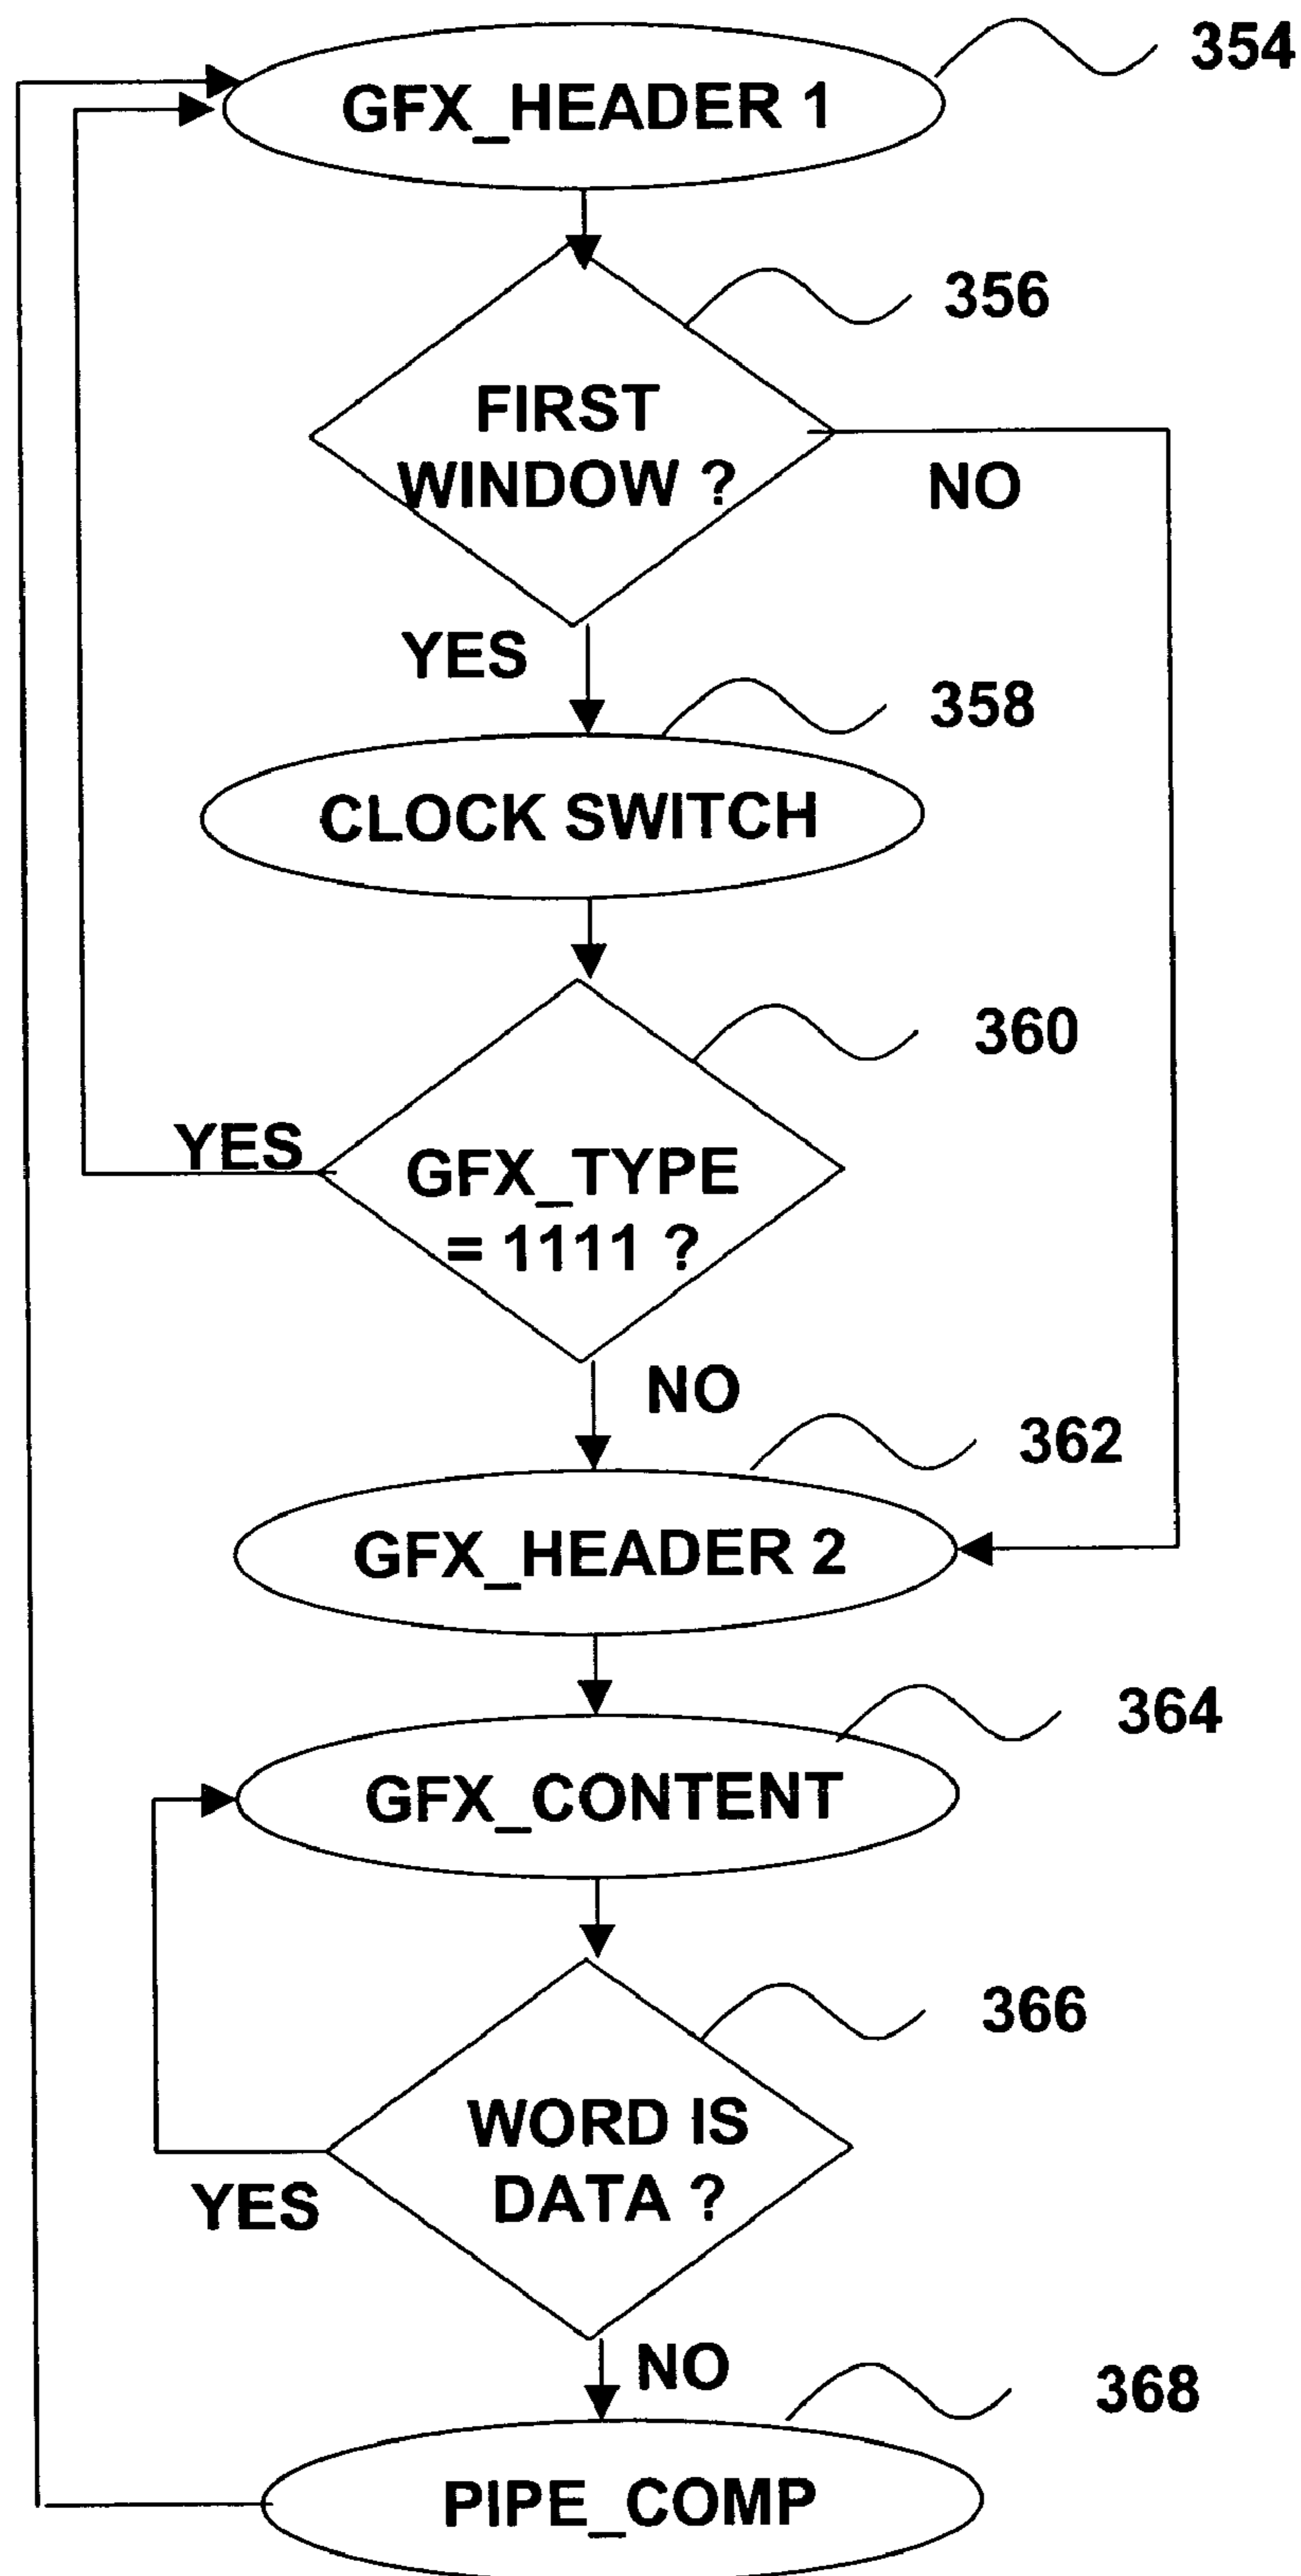 354
GFX_HEADER 1
356
FIRST
WINDOW ?
NO
YES
358
CLOCK SWITCH
360
YES
GFX_TYPE
= 1111 ?
NO
362
GFX_HEADER 2
364
GFX_CONTENT
366
WORD IS
DATA ?
YES
NO
368
PIPE_COMP